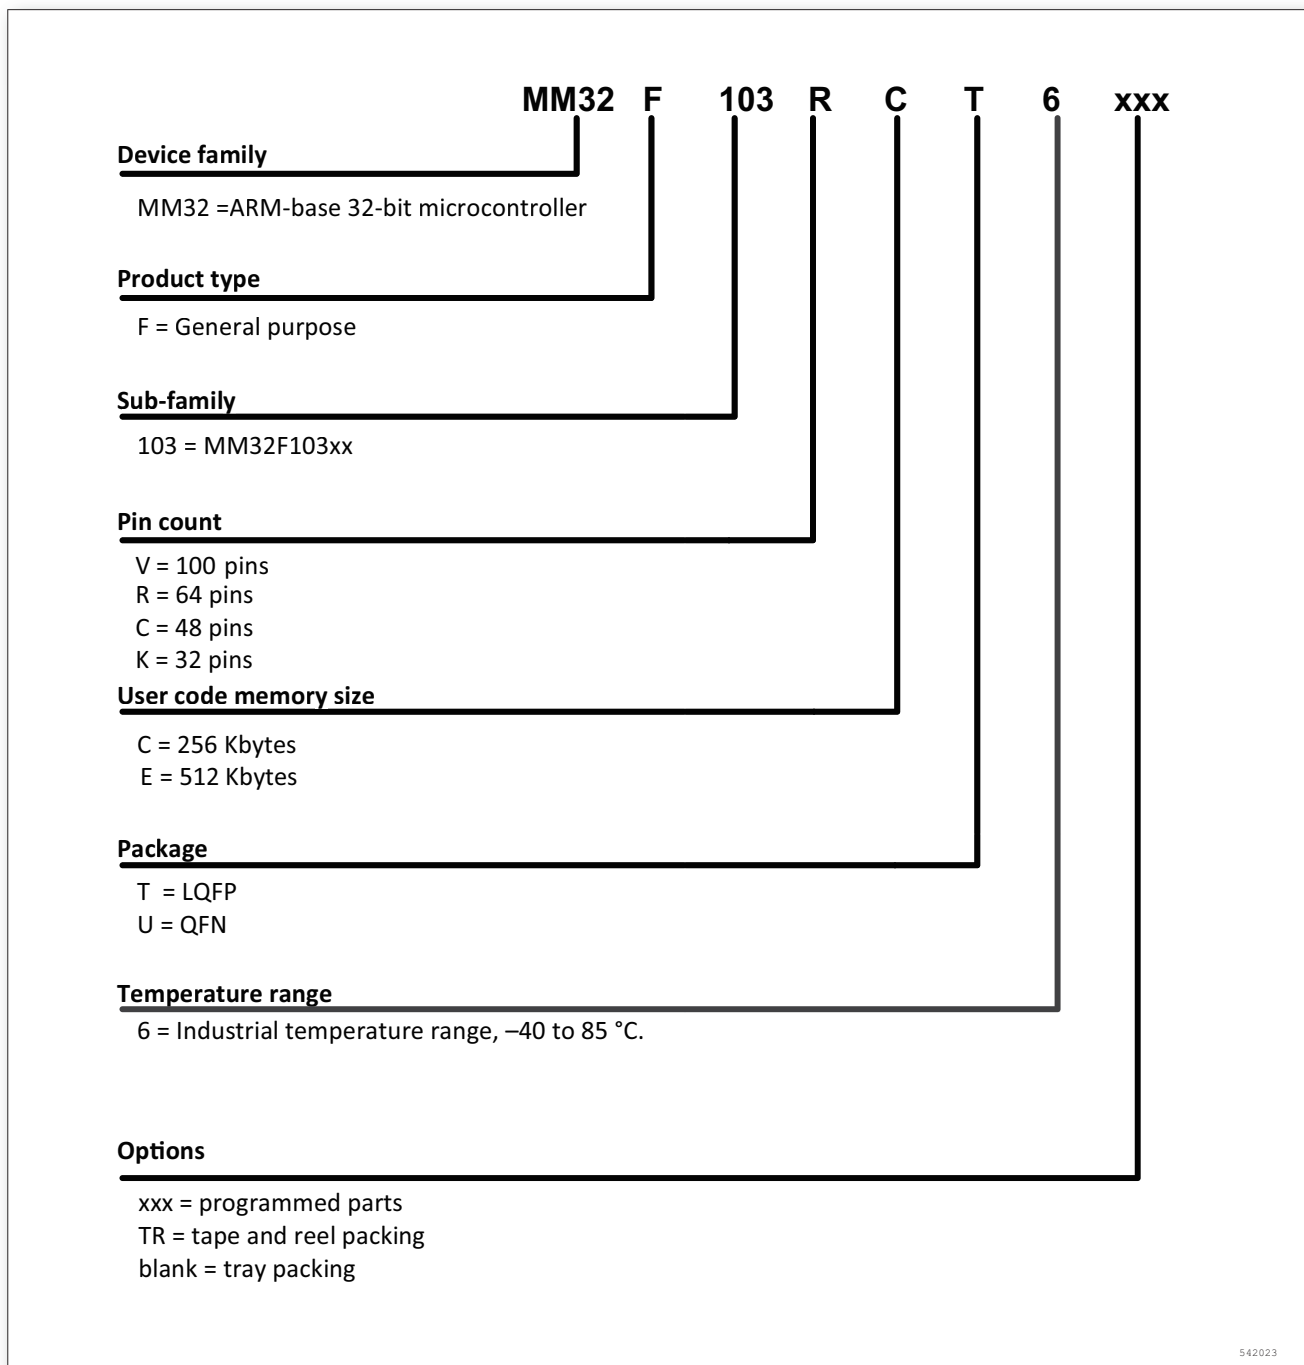 MM32 F 103 R C T 6 xxx
Device family
MM32 =ARM-base 32-bit microcontroller
Product type
F = General purpose
Sub-family
103 = MM32F103xx
Pin count
V = 100 pins
R = 64 pins
C = 48 pins
K = 32 pins
User code memory size
C = 256 Kbytes
E = 512 Kbytes
Package
T = LQFP
U = QFN
Temperature range
6 = Industrial temperature range, –40 to 85 °C.
Options
xxx = programmed parts
TR = tape and reel packing
blank = tray packing
542023